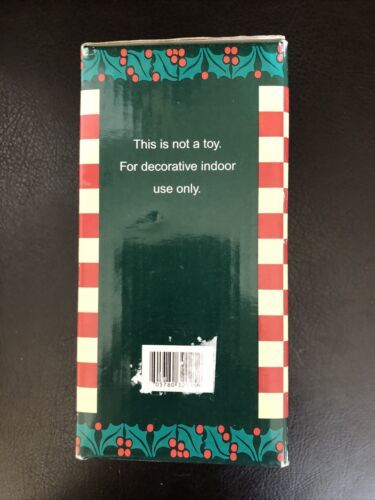 This is not a toy.
For decorative indoor
use only.